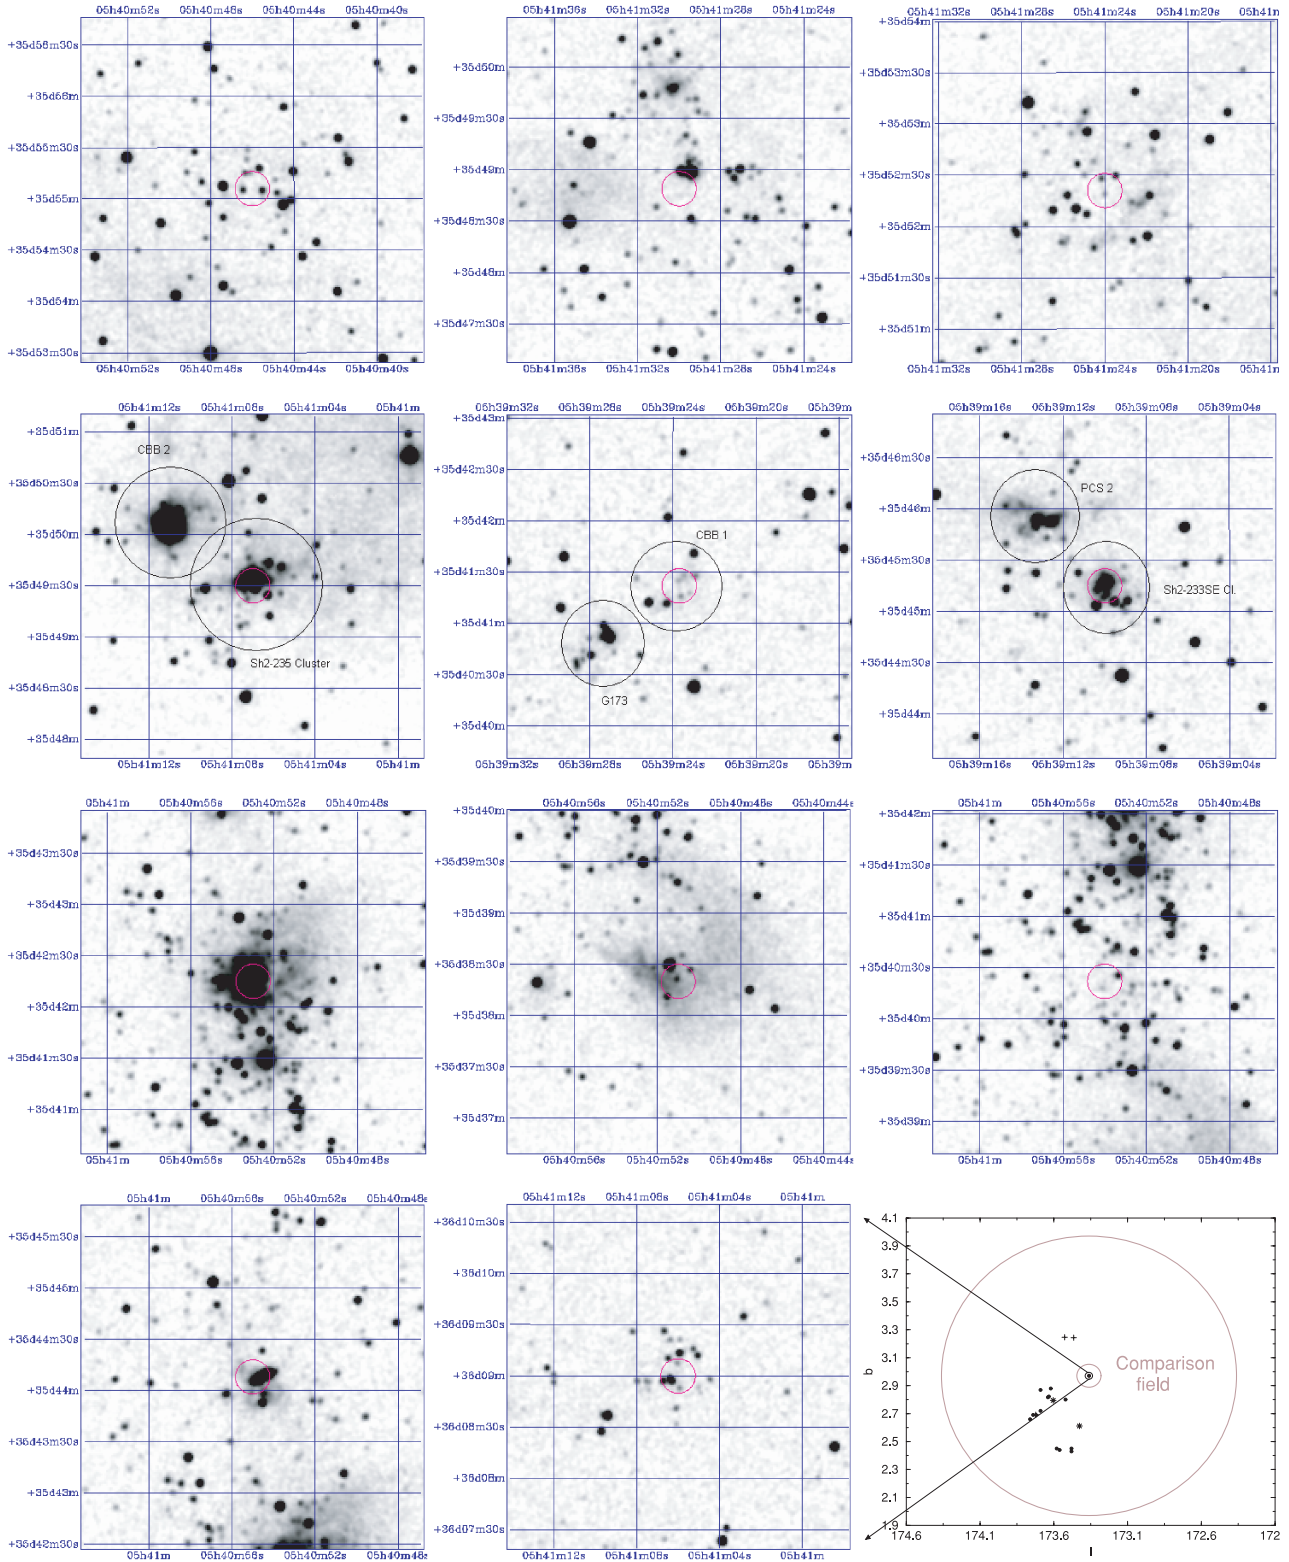 05h40m52s 05h40m48s 05h40m44s 05h40m40s
+35d56m30s
+35d56m
+35d55m30s
+35d55m
+35d54m30s
+35d54m
+35d53m30s
05h40m52s 05h40m48s 05h40m44s 05h40m40s
05h41m36s 05h41m32s 05h41m28s 05h41m24s
+35d50m
+35d49m30s
+35d49m
+35d48m30s
+35d48m
+35d47m30s
05h41m36s 05h41m32s 05h41m28s 05h41m24s
05h41m32s 05h41m28s 05h41m24s 05h41m20s 05h41m
+35d54m
+35d53m30s
+35d53m
+35d52m30s
+35d52m
+35d51m30s
+35d51m
05h41m32s 05h41m28s 05h41m24s 05h41m20s 05h41m
05h41m12s 05h41m08s 05h41m04s 05h41m
+35d51m
+35d50m30s
+35d50m
+35d49m30s
+35d49m
+35d48m30s
+35d48m
CBB 2
Sh2-235 Cluster
05h41m12s 05h41m08s 05h41m04s 05h41m
05h39m32s 05h39m28s 05h39m24s 05h39m20s 05h39m
+35d43m
+35d42m30s
+35d42m
+35d41m30s
+35d41m
+35d40m30s
+35d40m
CBB 1
G173
05h39m32s 05h39m28s 05h39m24s 05h39m20s 05h39m
05h39m16s 05h39m12s 05h39m08s 05h39m04s
+35d46m30s
+35d46m
+35d45m30s
+35d45m
+35d44m30s
+35d44m
PCS 2
Sh2-233SE Cl.
05h39m16s 05h39m12s 05h39m08s 05h39m04s
05h41m 05h40m56s 05h40m52s 05h40m48s
+35d43m30s
+35d43m
+35d42m30s
+35d42m
+35d41m30s
+35d41m
05h41m 05h40m56s 05h40m52s 05h40m48s
05h40m56s 05h40m52s 05h40m48s 05h40m44s
+35d40m
+35d39m30s
+35d39m
+35d38m30s
+35d38m
+35d37m30s
+35d37m
05h40m56s 05h40m52s 05h40m48s 05h40m44s
05h41m 05h40m56s 05h40m52s 05h40m48s
+35d42m
+35d41m30s
+35d41m
+35d40m30s
+35d40m
+35d39m30s
+35d39m
05h41m 05h40m56s 05h40m52s 05h40m48s
05h41m 05h40m56s 05h40m52s 05h40m48s
+35d45m30s
+35d45m
+35d44m30s
+35d44m
+35d43m30s
+35d43m
+35d42m30s
05h41m 05h40m56s 05h40m52s 05h40m48s
05h41m12s 05h41m08s 05h41m04s 05h41m
+36d10m30s
+36d10m
+36d09m30s
+36d09m
+36d08m30s
+36d08m
+36d07m30s
05h41m12s 05h41m08s 05h41m04s 05h41m
4.1
3.9
3.7
3.5
3.3
3.1
2.9
2.7
2.5
2.3
2.1
1.9
b
Comparison
field
174.6 174.1 173.6 173.1 172.6 172
l